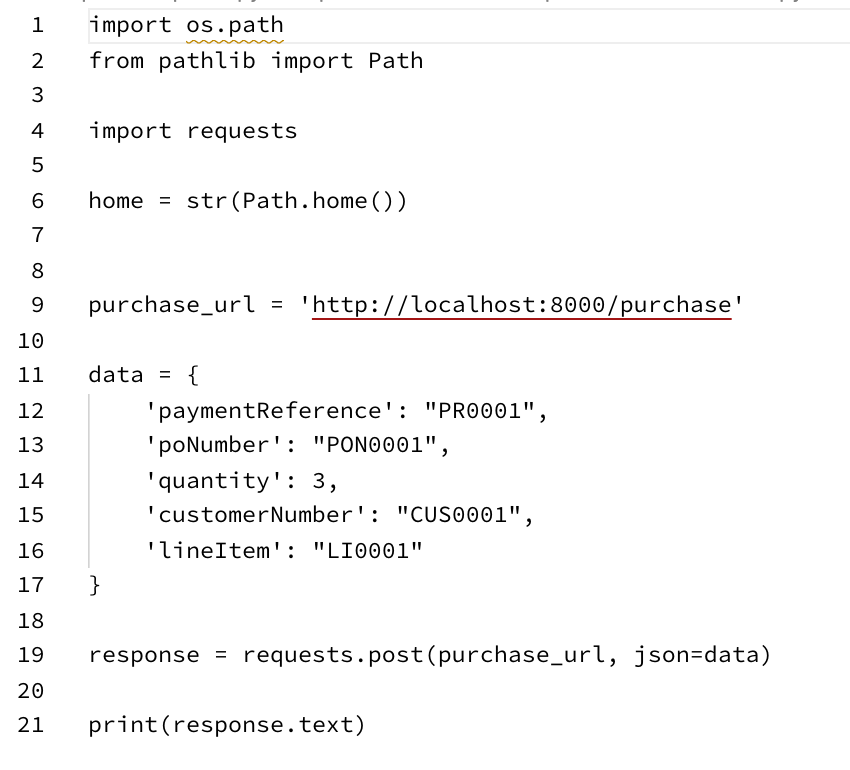 1 import os.path
2 from pathlib import Path
3
4 import requests
5
6 home = str(Path.home())
7
8
9 purchase_url = 'http://localhost:8000/purchase'
10
11 data = {
12     'paymentReference': "PR0001",
13     'poNumber': "PON0001",
14     'quantity': 3,
15     'customerNumber': "CUS0001",
16     'lineItem': "LI0001"
17 }
18
19 response = requests.post(purchase_url, json=data)
20
21 print(response.text)